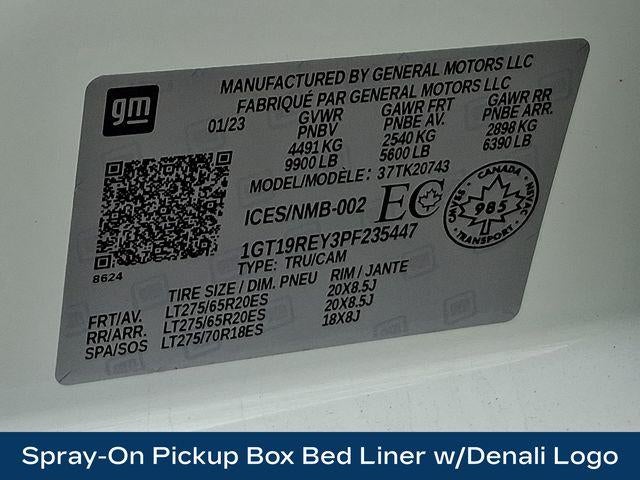 gm
MANUFACTURED BY GENERAL MOTORS LLC
FABRIQUÉ PAR GENERAL MOTORS LLC
01/23 GVWR GAWR FRT GAWR RR
PNBV PNBE AV. PNBE ARR.
4491 KG 2540 KG 2898 KG
9900 LB 5600 LB 6390 LB
MODEL/MODÈLE: 37TK20743
ICES/NMB-002 EC
CANADA
CMVSS NSVAC
985
TRANSPORT
1GT19REY3PF235447
TYPE: TRU/CAM
8624
TIRE SIZE / DIM. PNEU RIM / JANTE
FRT/AV. LT275/65R20ES 20X8.5J
RR/ARR. LT275/65R20ES 20X8.5J
SPA/SOS LT275/70R18ES 18X8J
Spray-On Pickup Box Bed Liner w/Denali Logo